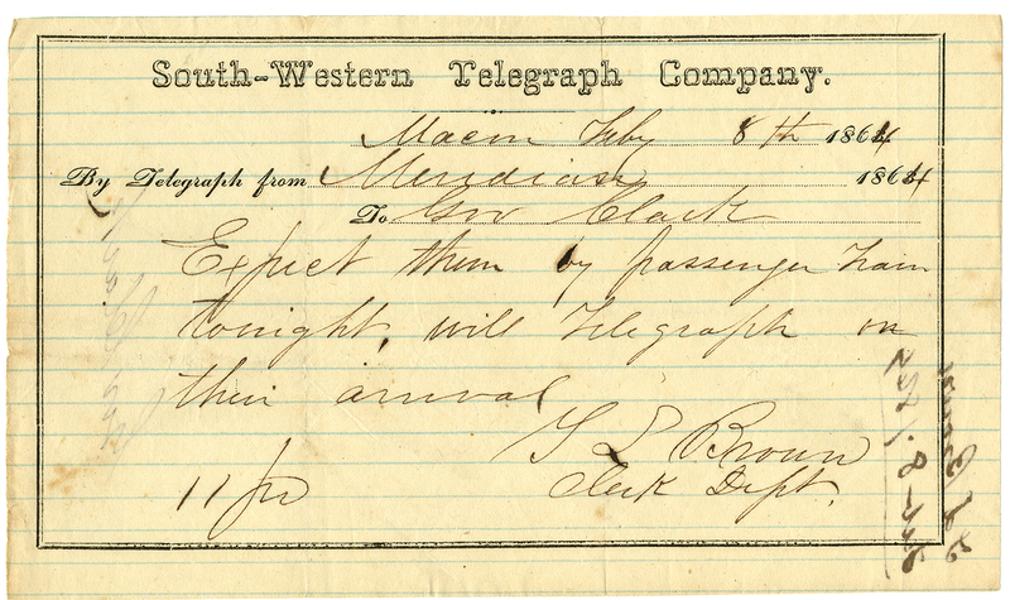 South-Western Telegraph Company.
Macon Feby 8th 1864
By Telegraph from Meridian 1864
To Gov Clark
Expect them by passenger train
tonight, will Telegraph on
their arrival
Brown
Clerk Dept.
11 pd